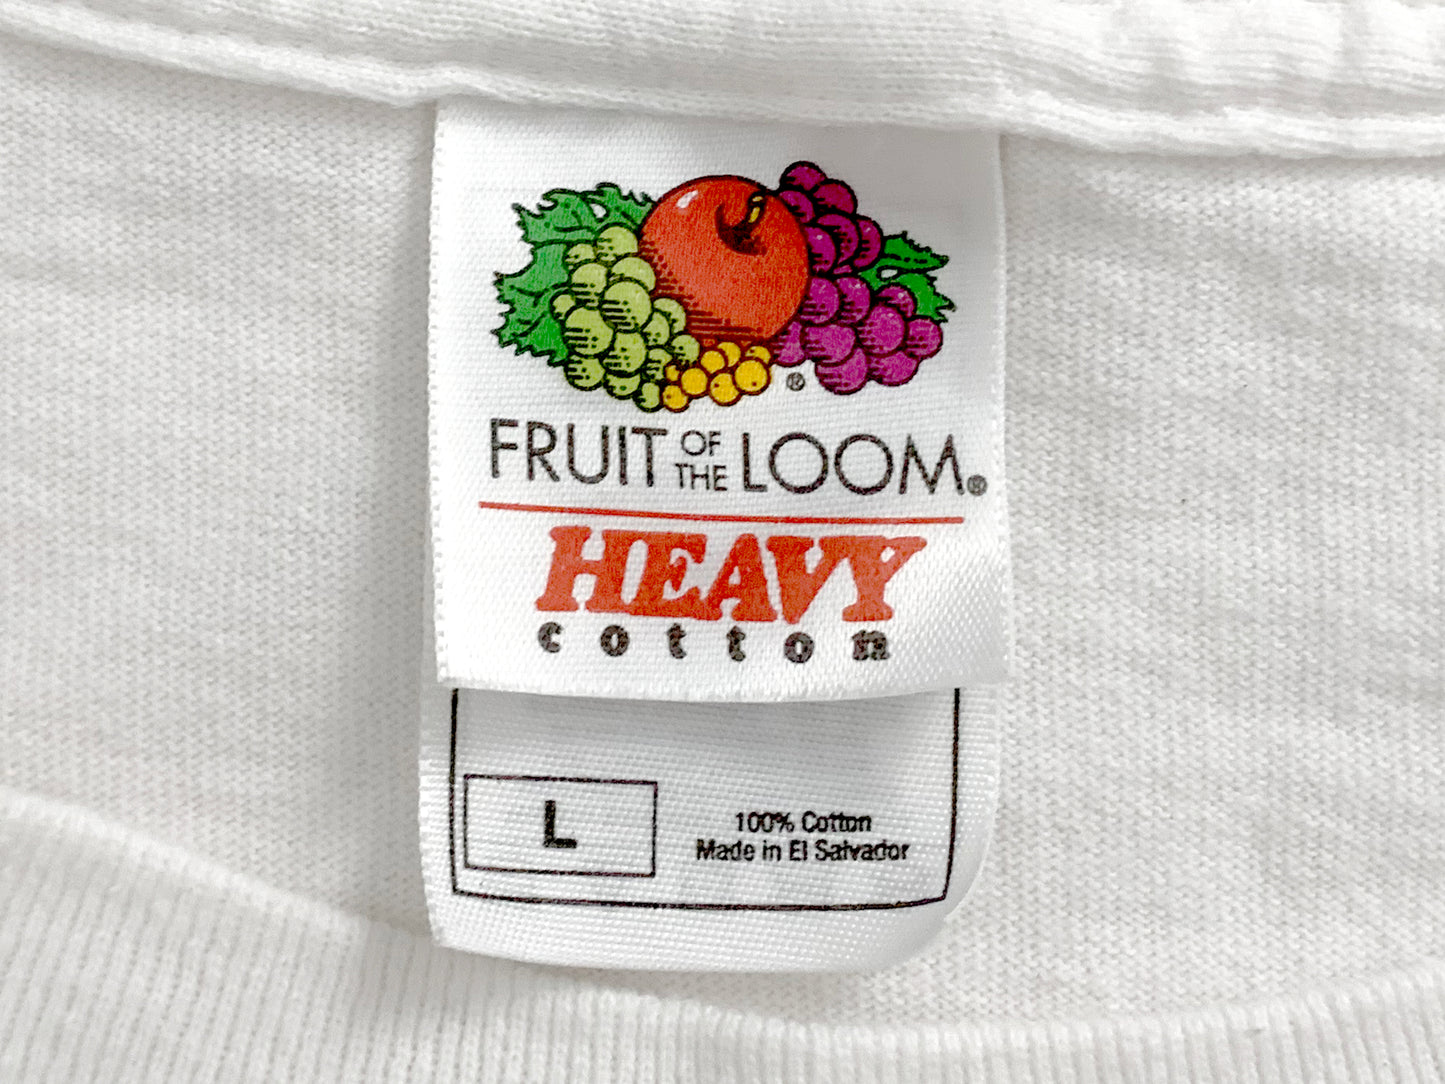 ®
FRUIT OF THE LOOM®
HEAVY
cotton
L
100% Cotton
Made in El Salvador